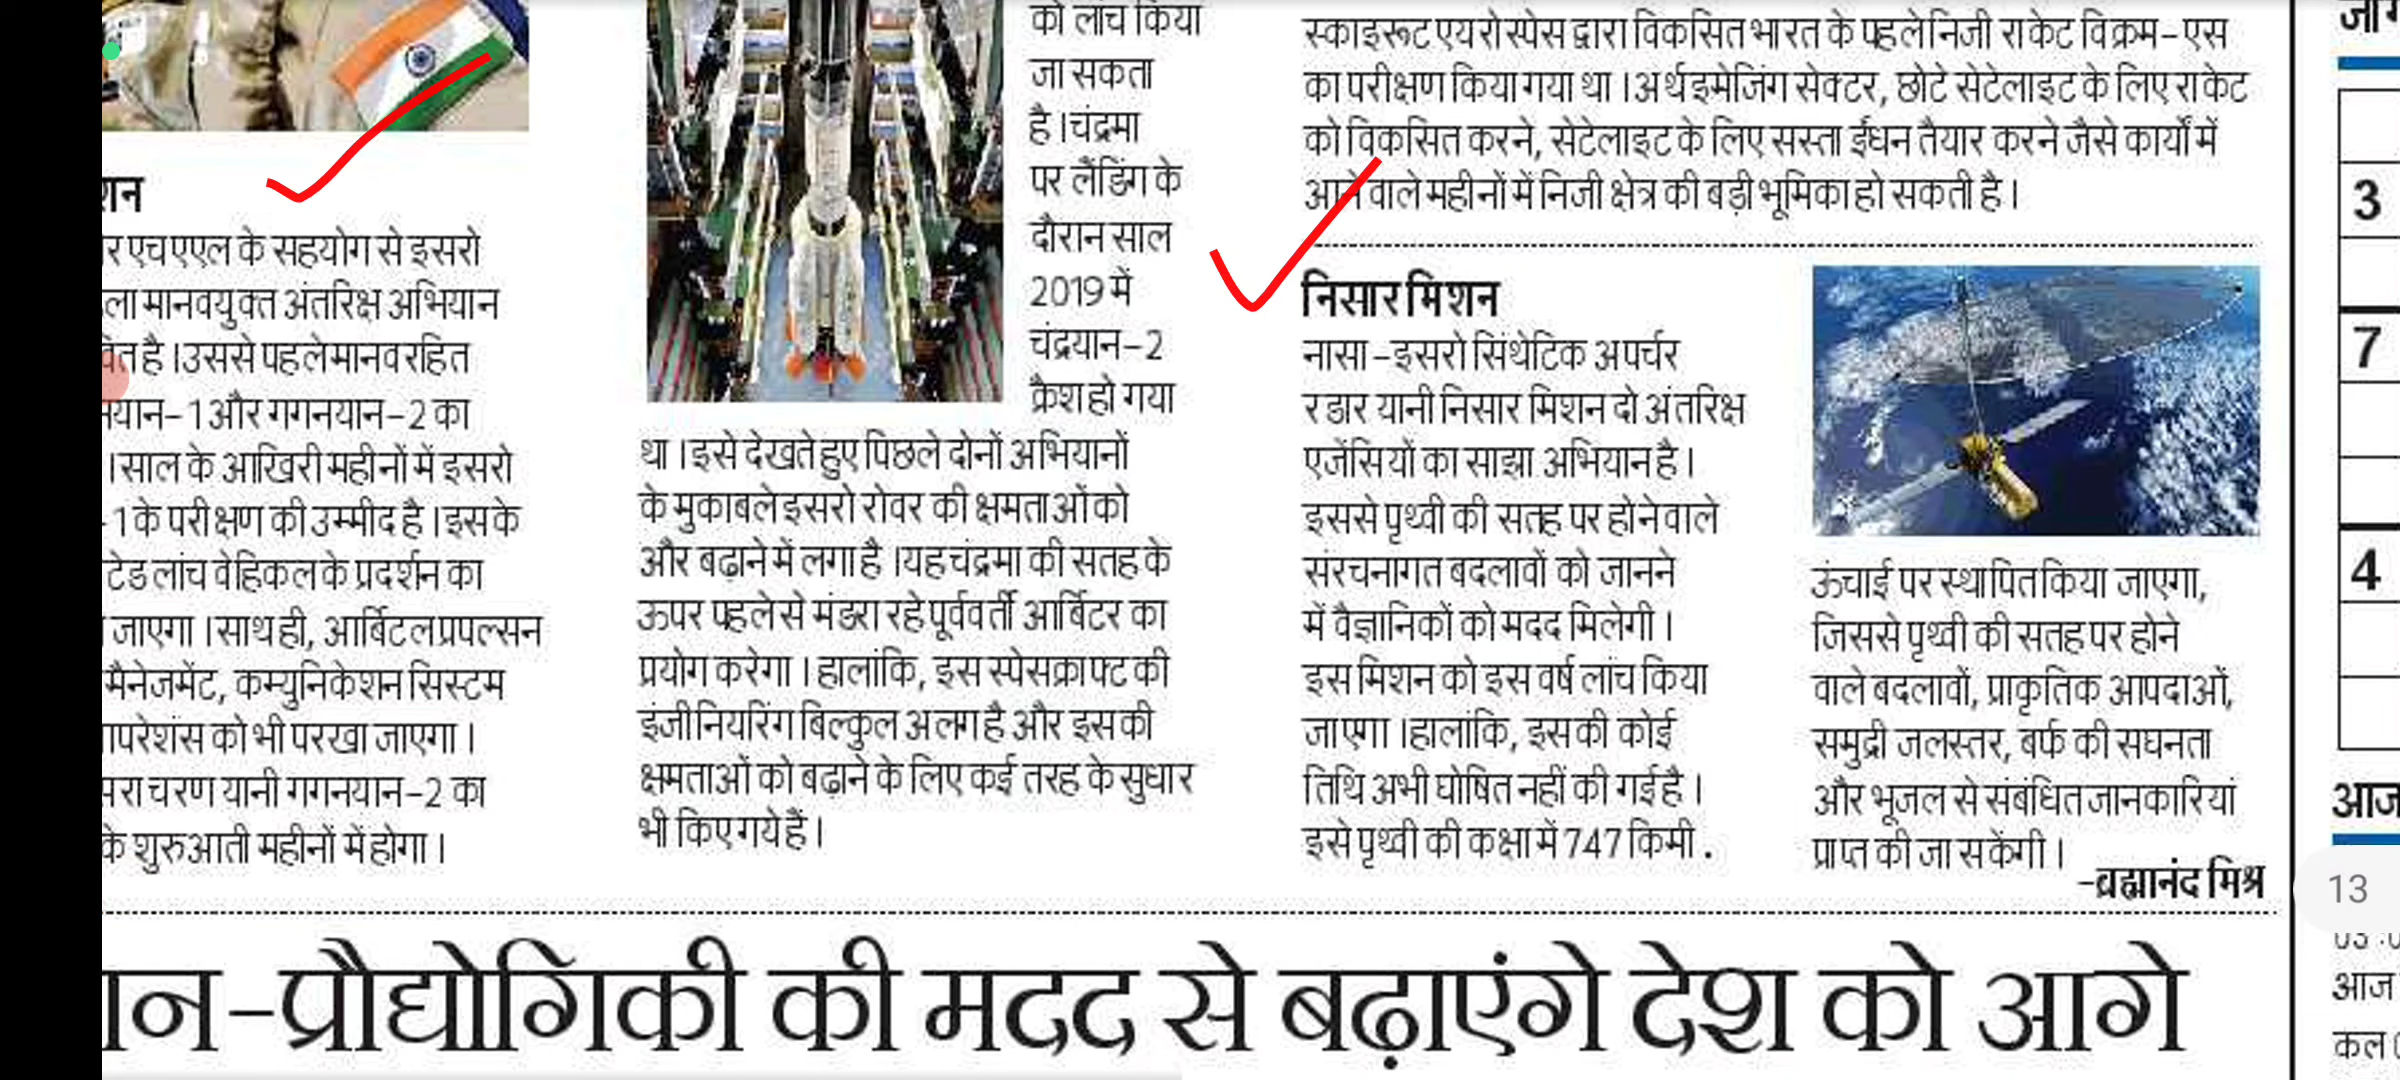 शन
एचएएल के सहयोग से इसरो
मानवयुक्त अंतरिक्ष अभियान
है। उससे पहले मानव रहित
-1 और गगनयान-2 का
। साल के आखिरी महीनों में इसरो
-1 के परीक्षण की उम्मीद है। इसके
टेड लांच वेहिकल के प्रदर्शन का
जाएगा। साथ ही, आर्बिटल प्रपल्सन
मैनेजमेंट, कम्युनिकेशन सिस्टम
को भी परखा जाएगा।
चरण यानी गगनयान-2 का
के शुरुआती महीनों में होगा।
को लांच किया
जा सकता
है। चंद्रमा
पर लैंडिंग के
दौरान साल
2019 में
चंद्रयान-2
क्रैश हो गया
था। इसे देखते हुए पिछले दोनों अभियानों
के मुकाबले इसरो रोवर की क्षमताओं को
और बढ़ाने में लगा है। यह चंद्रमा की सतह के
ऊपर पहले से मंडरा रहे पूर्ववर्ती आर्बिटर का
प्रयोग करेगा। हालांकि, इस स्पेसक्राफ्ट की
इंजीनियरिंग बिल्कुल अलग है और इसकी
क्षमताओं को बढ़ाने के लिए कई तरह के सुधार
भी किए गये हैं।
स्काइरूट एयरोस्पेस द्वारा विकसित भारत के पहले निजी राकेट विक्रम-एस
का परीक्षण किया गया था। अर्थ इमेजिंग सेक्टर, छोटे सेटेलाइट के लिए राकेट
को विकसित करने, सेटेलाइट के लिए सस्ता ईंधन तैयार करने जैसे कार्यों में
आने वाले महीनों में निजी क्षेत्र की बड़ी भूमिका हो सकती है।
निसार मिशन
नासा-इसरो सिंथेटिक अपर्चर
रडार यानी निसार मिशन दो अंतरिक्ष
एजेंसियों का साझा अभियान है।
इससे पृथ्वी की सतह पर होने वाले
संरचनागत बदलावों को जानने
में वैज्ञानिकों को मदद मिलेगी।
इस मिशन को इस वर्ष लांच किया
जाएगा। हालांकि, इसकी कोई
तिथि अभी घोषित नहीं की गई है।
इसे पृथ्वी की कक्षा में 747 किमी.
ऊंचाई पर स्थापित किया जाएगा,
जिससे पृथ्वी की सतह पर होने
वाले बदलावों, प्राकृतिक आपदाओं,
समुद्री जलस्तर, बर्फ की सघनता
और भूजल से संबंधित जानकारियां
प्राप्त की जा सकेंगी।
-ब्रह्मानंद मिश्र
-प्रौद्योगिकी की मदद से बढ़ाएंगे देश को आगे
3
7
4
आज
13
आज
कल